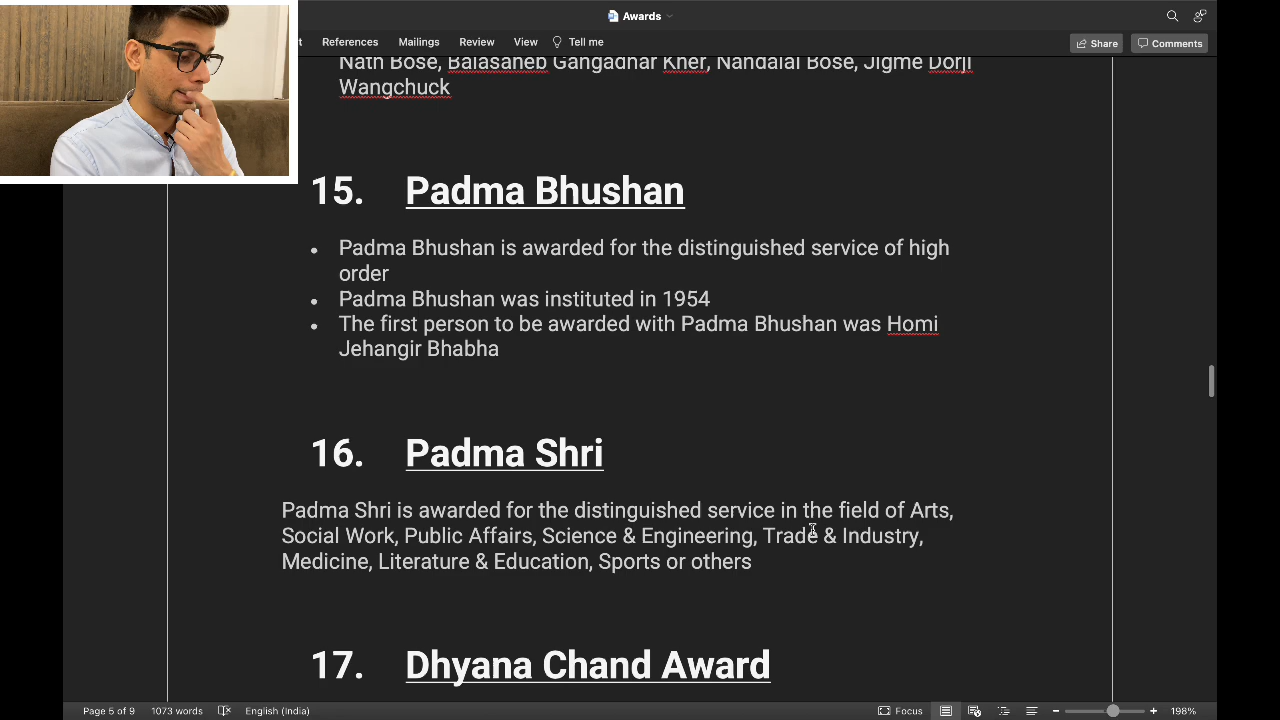 Awards
t References Mailings Review View Tell me
Share Comments
Nath Bose, Balasaheb Gangadhar Kher, Nandalal Bose, Jigme Dorji
Wangchuck
15. Padma Bhushan
• Padma Bhushan is awarded for the distinguished service of high
order
• Padma Bhushan was instituted in 1954
• The first person to be awarded with Padma Bhushan was Homi
Jehangir Bhabha
16. Padma Shri
Padma Shri is awarded for the distinguished service in the field of Arts,
Social Work, Public Affairs, Science & Engineering, Trade & Industry,
Medicine, Literature & Education, Sports or others
17. Dhyana Chand Award
Page 5 of 9 1073 words English (India) Focus 198%